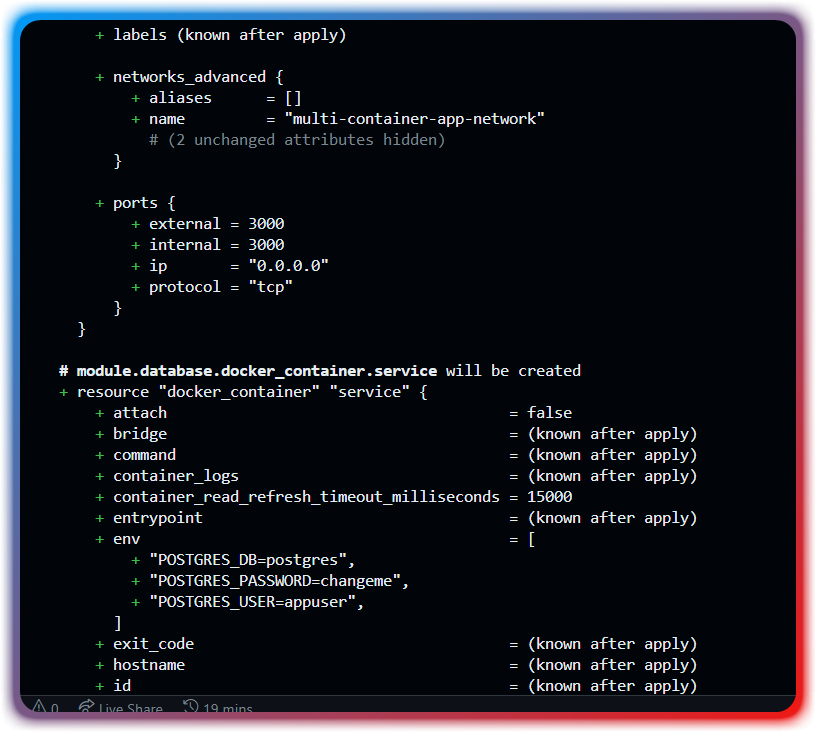 + labels (known after apply)
+ networks_advanced {
+ aliases = []
+ name = "multi-container-app-network"
# (2 unchanged attributes hidden)
}
+ ports {
+ external = 3000
+ internal = 3000
+ ip = "0.0.0.0"
+ protocol = "tcp"
}
}
# module.database.docker_container.service will be created
+ resource "docker_container" "service" {
+ attach = false
+ bridge = (known after apply)
+ command = (known after apply)
+ container_logs = (known after apply)
+ container_read_refresh_timeout_milliseconds = 15000
+ entrypoint = (known after apply)
+ env = [
+ "POSTGRES_DB=postgres",
+ "POSTGRES_PASSWORD=changeme",
+ "POSTGRES_USER=appuser",
]
+ exit_code = (known after apply)
+ hostname = (known after apply)
+ id = (known after apply)
0 Live Share 19 mins